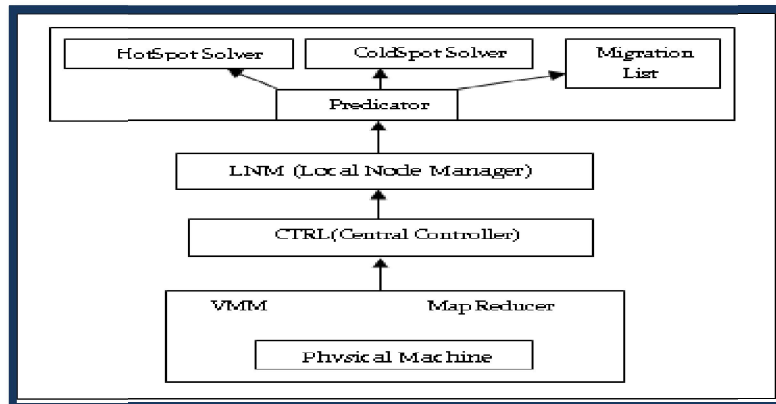 HotSpot Solver
ColdSpot Solver
Migration
List
Predicator
LNM (Local Node Manager)
CTRL(Central Controller)
VMM
Map Reducer
Physical Machine